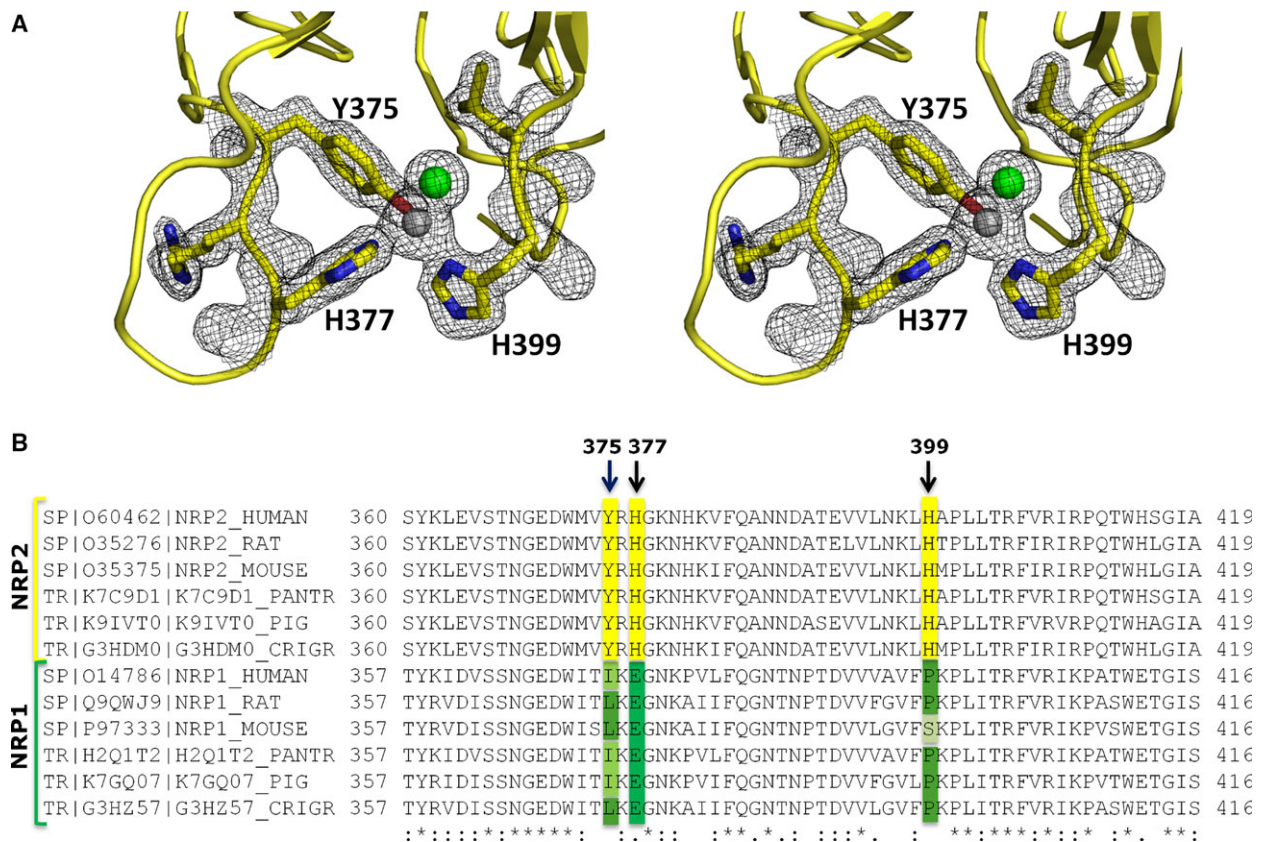 A
Y375
H377
H399
Y375
H377
H399
B
375 377 399
NRP2
SP|O60462|NRP2_HUMAN 360 SYKLEVSTNGEDWMVYRHGKNHKVFQANNDATEVVLNKLHAPLLTRFVRIRPQTWHSGIA 419
SP|O35276|NRP2_RAT 360 SYKLEVSTNGEDWMVYRHGKNHKVFQANNDATELVLNKLHTPLLTRFIRIRPQTWHLGIA 419
SP|O35375|NRP2_MOUSE 360 SYKLEVSTNGEDWMVYRHGKNHKIFQANNDATEVVLNKLHMPLLTRFIRIRPQTWHLGIA 419
TR|K7C9D1|K7C9D1_PANTR 360 SYKLEVSTNGEDWMVYRHGKNHKVFQANNDATEVVLNKLHAPLLTRFVRIRPQTWHSGIA 419
TR|K9IVT0|K9IVT0_PIG 360 SYKLEVSTNGEDWMVYRHGKNHKVFQANNDASEVVLNKLHAPLLTRFVRVRPQTWHAGIA 419
TR|G3HDM0|G3HDM0_CRIGR 360 SYKLEVSTNGEDWMVYRHGKNHKIFQANNDATEVVLNKLHMPLLTRFVRIRPQTWHLGIA 419
NRP1
SP|O14786|NRP1_HUMAN 357 TYKIDVSSNGEDWITIKEGNKPVLFQGNTNPTDVVVAVFPKPLITRFVRIKPATWETGIS 416
SP|Q9QWJ9|NRP1_RAT 357 TYRVDISSNGEDWITLKEGNKAIIFQGNTNPTDVVFGVFPKPLITRFVRIKPASWETGIS 416
SP|P97333|NRP1_MOUSE 357 TYRVDISSNGEDWISLKEGNKAIIFQGNTNPTDVVLGVFSKPLITRFVRIKPVSWETGIS 416
TR|H2Q1T2|H2Q1T2_PANTR 357 TYKIDVSSNGEDWITIKEGNKPVLFQGNTNPTDVVVAVFPKPLITRFVRIKPATWETGIS 416
TR|K7GQ07|K7GQ07_PIG 357 TYRIDISSNGEDWITIKEGNKPVIFQGNTNPTDVVFGVLPKPLITRFVRIKPVTWETGIS 416
TR|G3HZ57|G3HZ57_CRIGR 357 TYRVDISSNGEDWITLKEGNKAIIFQGNTNPTDVVLGVFPKPLITRFVRIKPASWETGIS 416
:*::::*:*****: :.*:: **.*.:*::**. : **:***:**:* *.**: